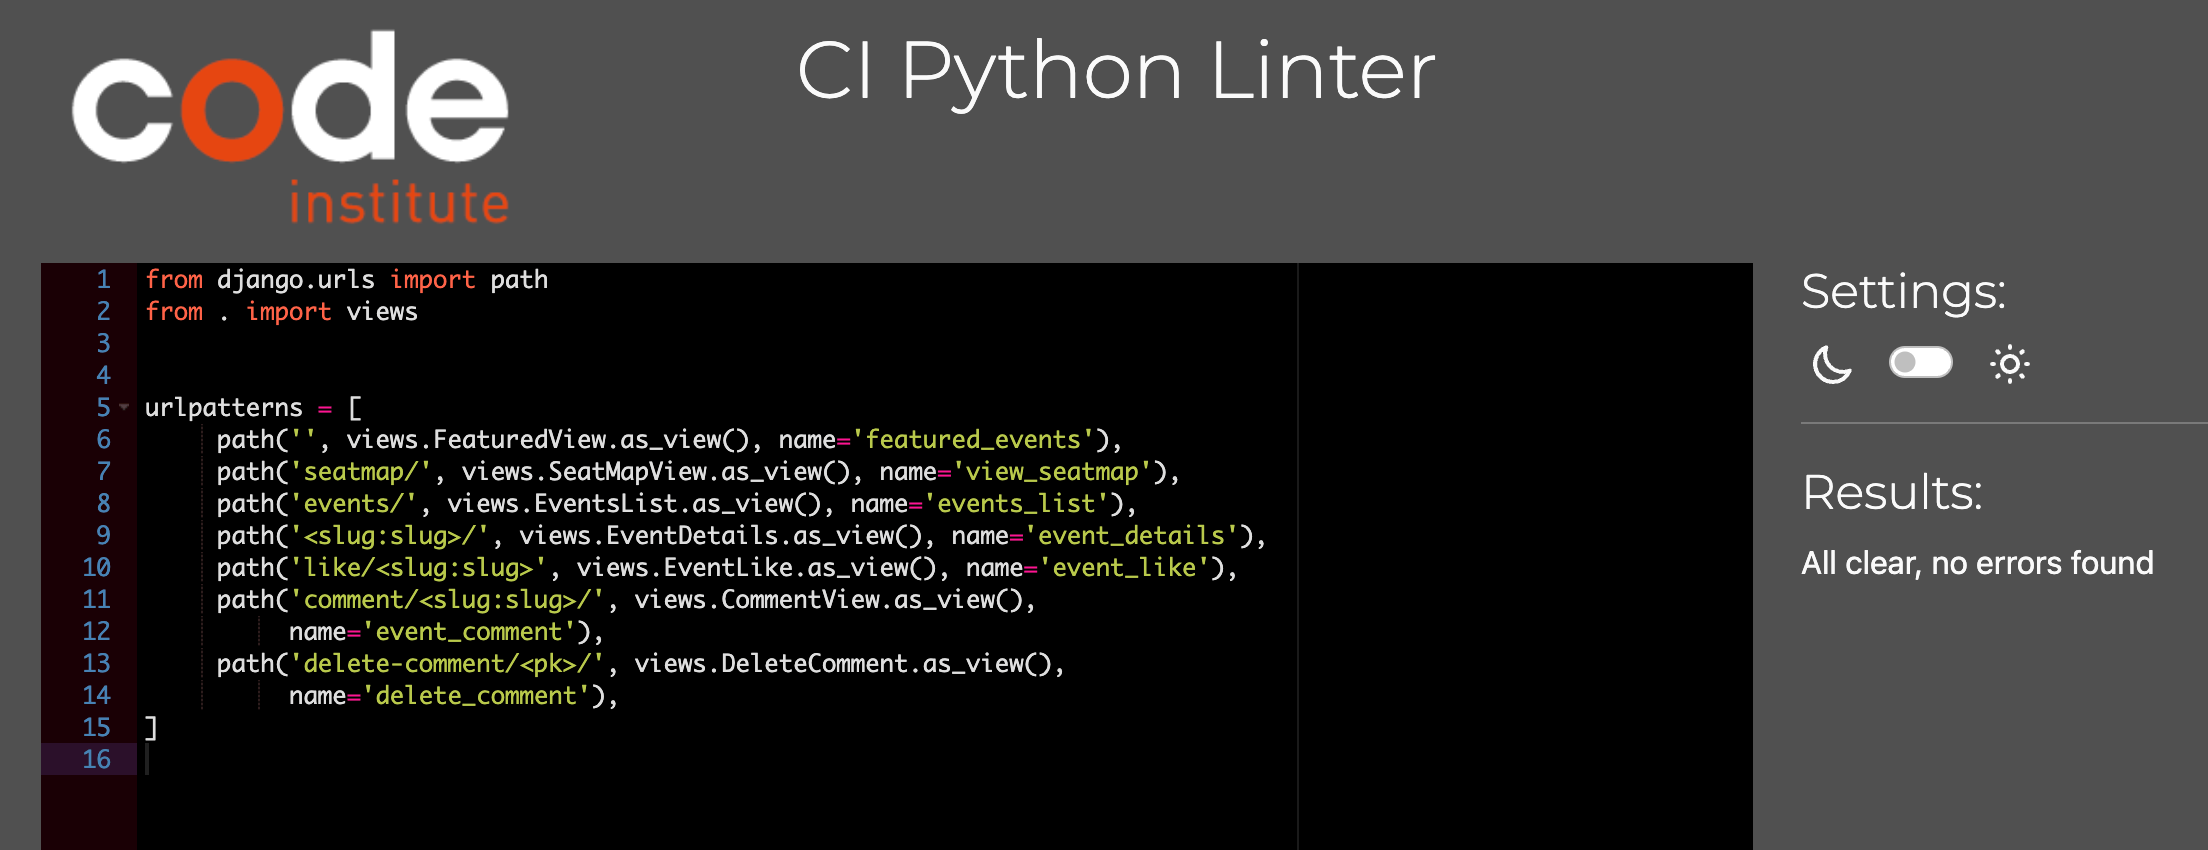 code
institute
CI Python Linter
1 from django.urls import path
2 from . import views
3
4
5 urlpatterns = [
6     path('', views.FeaturedView.as_view(), name='featured_events'),
7     path('seatmap/', views.SeatMapView.as_view(), name='view_seatmap'),
8     path('events/', views.EventsList.as_view(), name='events_list'),
9     path('<slug:slug>/', views.EventDetails.as_view(), name='event_details'),
10     path('like/<slug:slug>', views.EventLike.as_view(), name='event_like'),
11     path('comment/<slug:slug>/', views.CommentView.as_view(),
12          name='event_comment'),
13     path('delete-comment/<pk>/', views.DeleteComment.as_view(),
14          name='delete_comment'),
15 ]
16
Settings:
Results:
All clear, no errors found